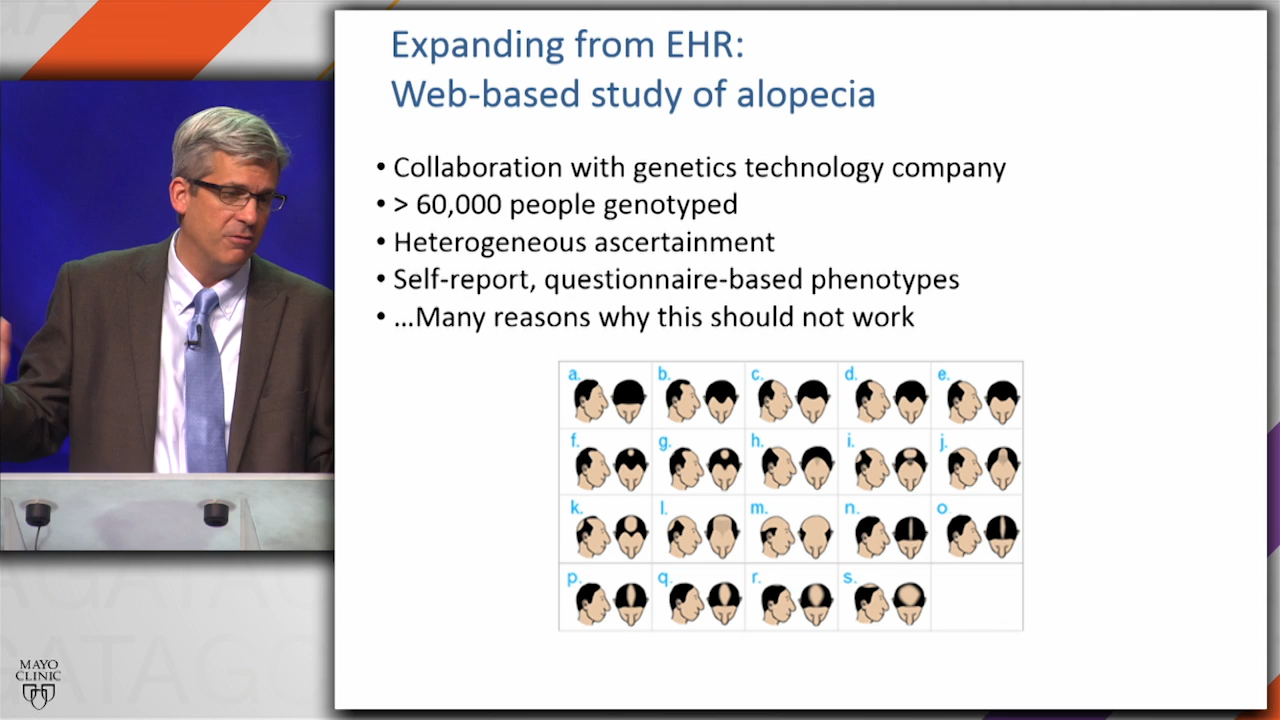 Expanding from EHR:
Web-based study of alopecia
• Collaboration with genetics technology company
• > 60,000 people genotyped
• Heterogeneous ascertainment
• Self-report, questionnaire-based phenotypes
• ...Many reasons why this should not work
a. b. c. d. e.
f. g. h. i. j.
k. l. m. n. o
p. q. r. s.
MAYO
CLINIC